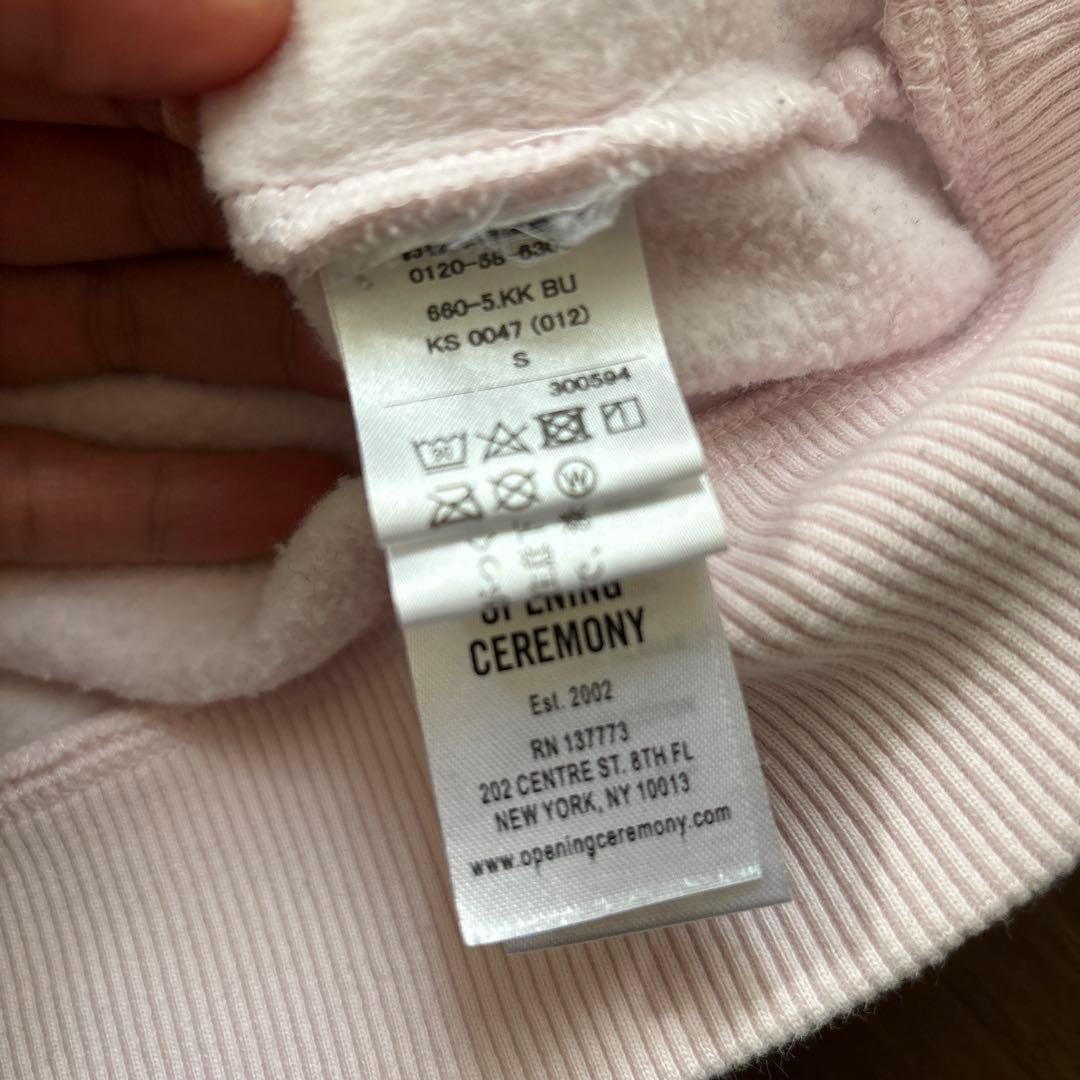 0120-58-
660-5.KK BU
KS 0047 (012)
S
300594
W
OPENING
CEREMONY
Est. 2002
RN 137773
202 CENTRE ST. 8TH FL
NEW YORK, NY 10013
www.openingceremony.com